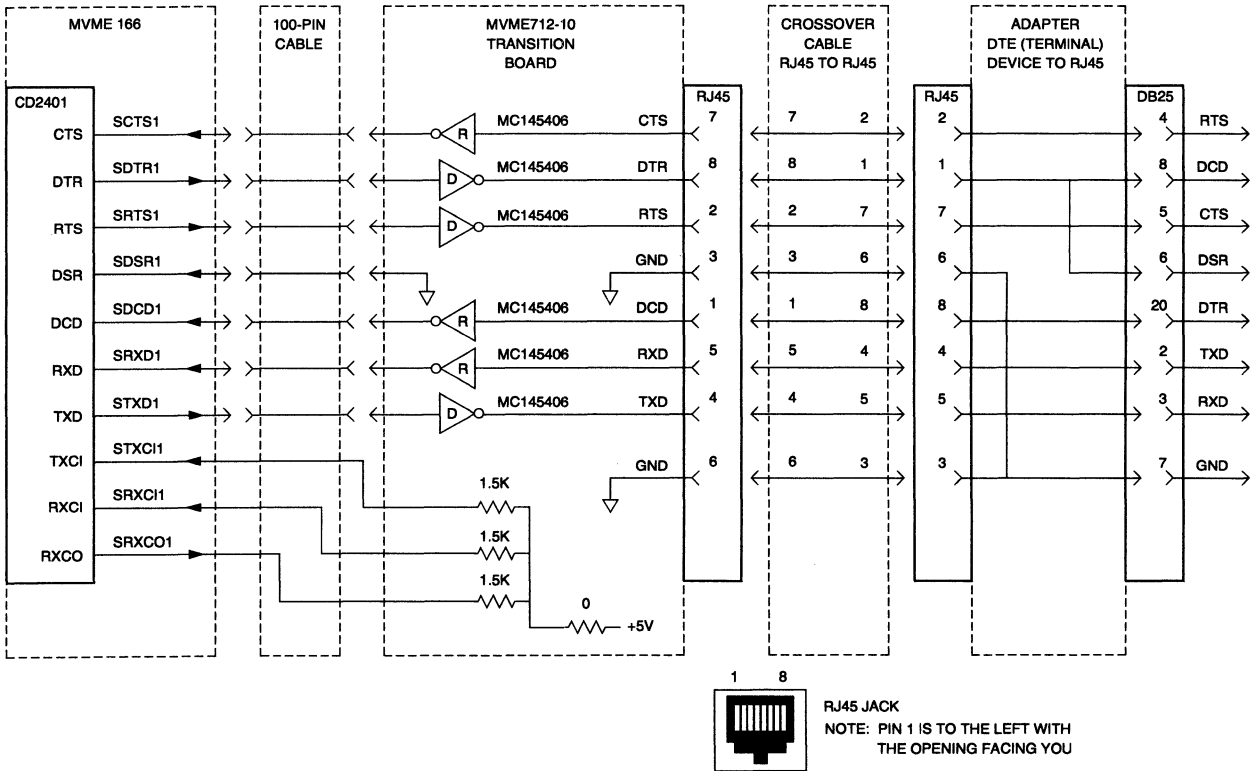 MVME 166
100-PIN
CABLE
MVME712-10
TRANSITION
BOARD
CROSSOVER
CABLE
RJ45 TO RJ45
ADAPTER
DTE (TERMINAL)
DEVICE TO RJ45
CD2401
RJ45
RJ45
DB25
CTS SCTS1 R MC145406 CTS 7 7 2 2 4 RTS
DTR SDTR1 D MC145406 DTR 8 8 1 1 8 DCD
RTS SRTS1 D MC145406 RTS 2 2 7 7 5 CTS
DSR SDSR1 GND 3 3 6 6 6 DSR
DCD SDCD1 R MC145406 DCD 1 1 8 8 20 DTR
RXD SRXD1 R MC145406 RXD 5 5 4 4 2 TXD
TXD STXD1 D MC145406 TXD 4 4 5 5 3 RXD
TXCI STXCI1 GND 6 6 3 3 7 GND
RXCI SRXCI1 1.5K
RXCO SRXCO1 1.5K
1.5K
0
+5V
1 8
RJ45 JACK
NOTE: PIN 1 IS TO THE LEFT WITH
THE OPENING FACING YOU